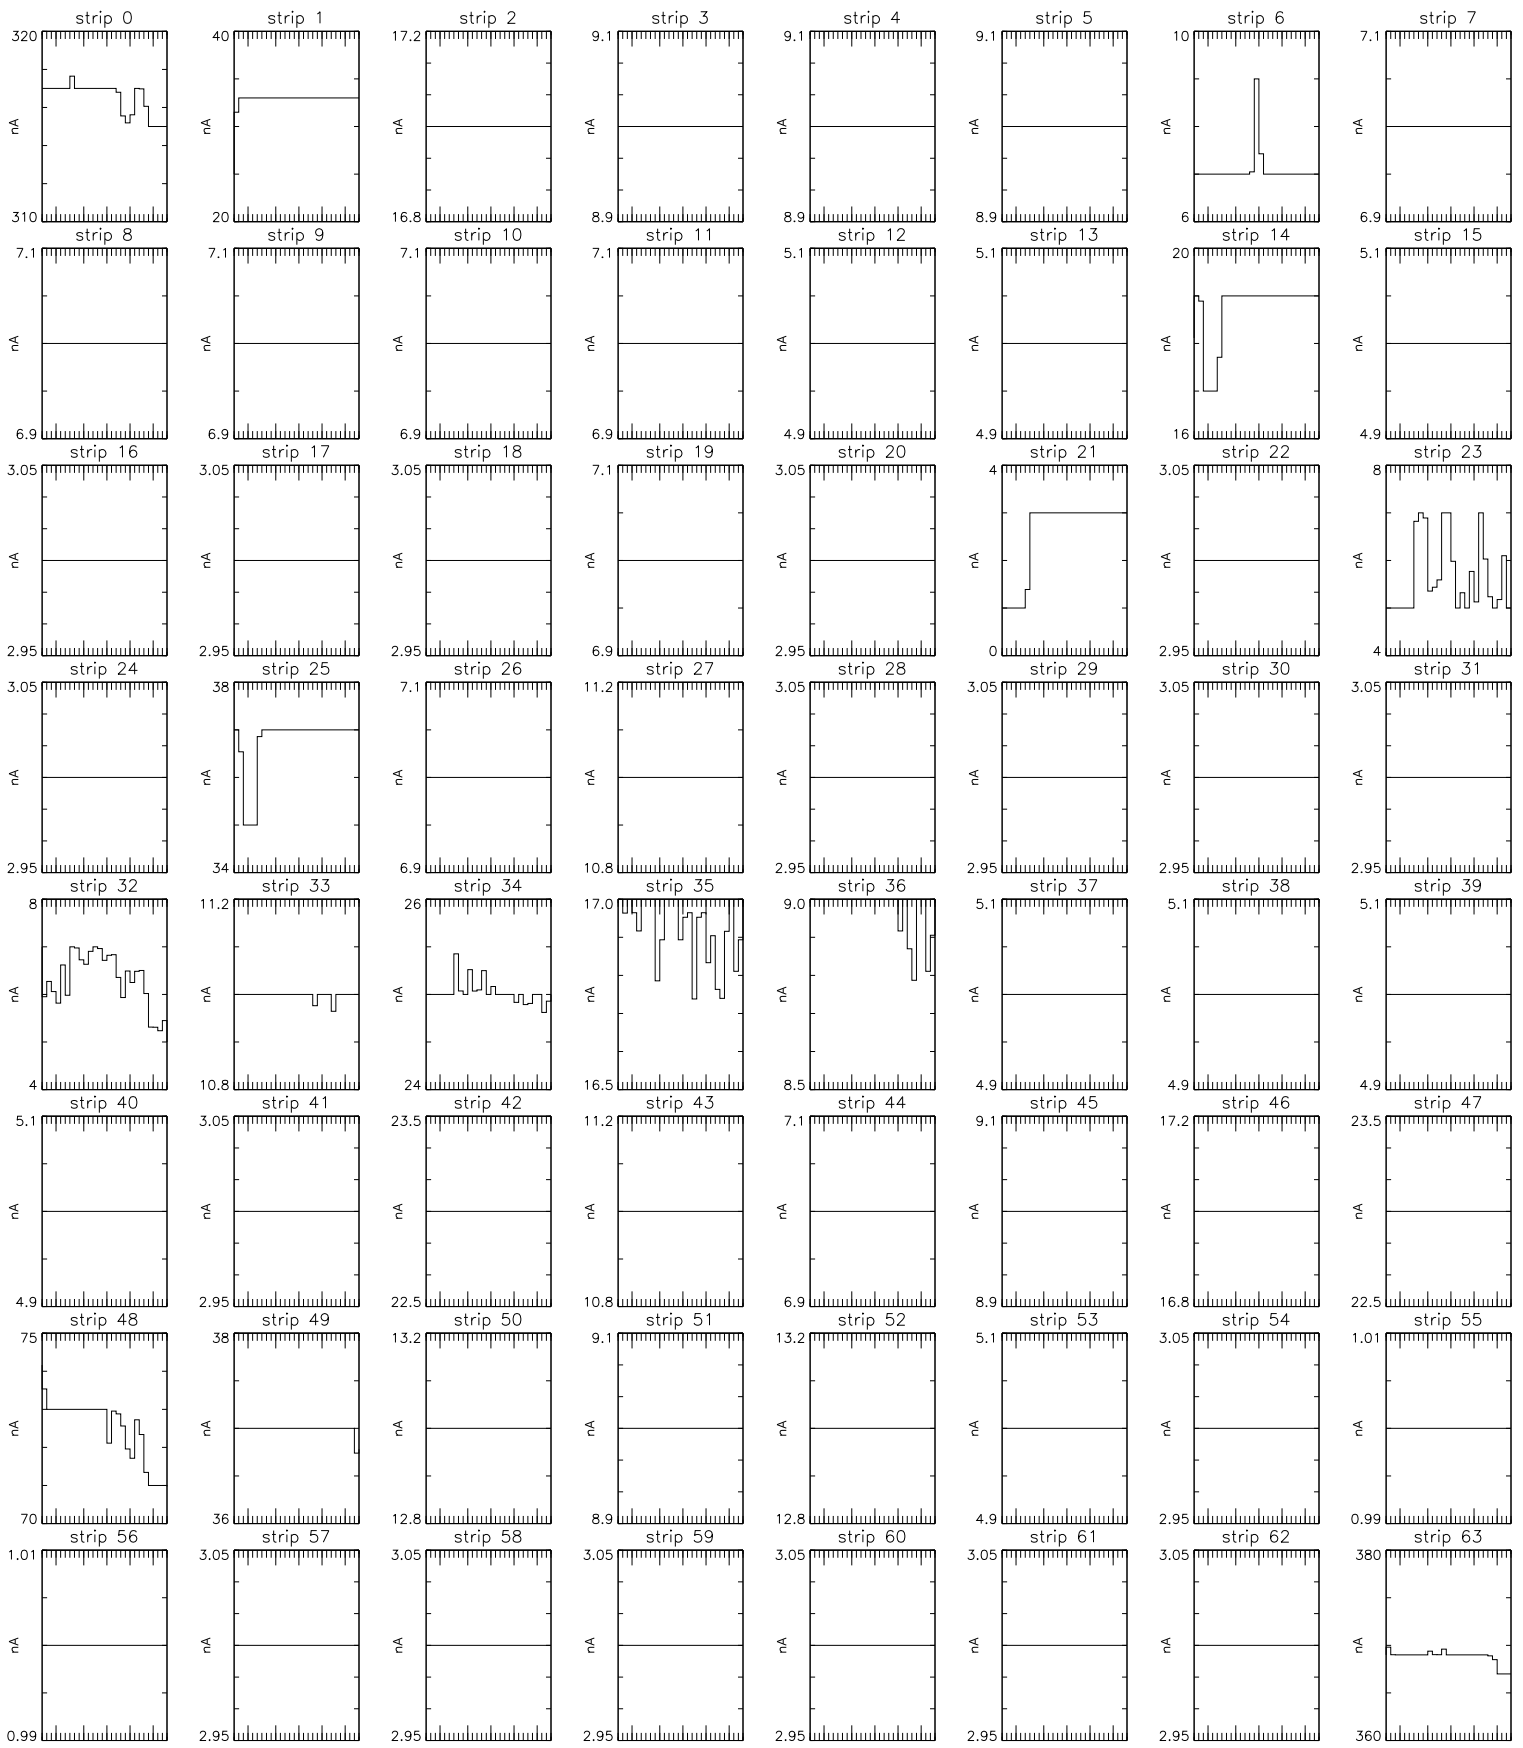 strip 0 strip 1 strip 2 strip 3 strip 4 strip 5 strip 6 strip 7
320 40 17.2 9.1 9.1 9.1 10 7.1
nA nA nA nA nA nA nA nA
310 20 16.8 8.9 8.9 8.9 6 6.9
strip 8 strip 9 strip 10 strip 11 strip 12 strip 13 strip 14 strip 15
7.1 7.1 7.1 7.1 5.1 5.1 20 5.1
nA nA nA nA nA nA nA nA
6.9 6.9 6.9 6.9 4.9 4.9 16 4.9
strip 16 strip 17 strip 18 strip 19 strip 20 strip 21 strip 22 strip 23
3.05 3.05 3.05 7.1 3.05 4 3.05 8
nA nA nA nA nA nA nA nA
2.95 2.95 2.95 6.9 2.95 0 2.95 4
strip 24 strip 25 strip 26 strip 27 strip 28 strip 29 strip 30 strip 31
3.05 38 7.1 11.2 3.05 3.05 3.05 3.05
nA nA nA nA nA nA nA nA
2.95 34 6.9 10.8 2.95 2.95 2.95 2.95
strip 32 strip 33 strip 34 strip 35 strip 36 strip 37 strip 38 strip 39
8 11.2 26 17.0 9.0 5.1 5.1 5.1
nA nA nA nA nA nA nA nA
4 10.8 24 16.5 8.5 4.9 4.9 4.9
strip 40 strip 41 strip 42 strip 43 strip 44 strip 45 strip 46 strip 47
5.1 3.05 23.5 11.2 7.1 9.1 17.2 23.5
nA nA nA nA nA nA nA nA
4.9 2.95 22.5 10.8 6.9 8.9 16.8 22.5
strip 48 strip 49 strip 50 strip 51 strip 52 strip 53 strip 54 strip 55
75 38 13.2 9.1 13.2 5.1 3.05 1.01
nA nA nA nA nA nA nA nA
70 36 12.8 8.9 12.8 4.9 2.95 0.99
strip 56 strip 57 strip 58 strip 59 strip 60 strip 61 strip 62 strip 63
1.01 3.05 3.05 3.05 3.05 3.05 3.05 380
nA nA nA nA nA nA nA nA
0.99 2.95 2.95 2.95 2.95 2.95 2.95 360